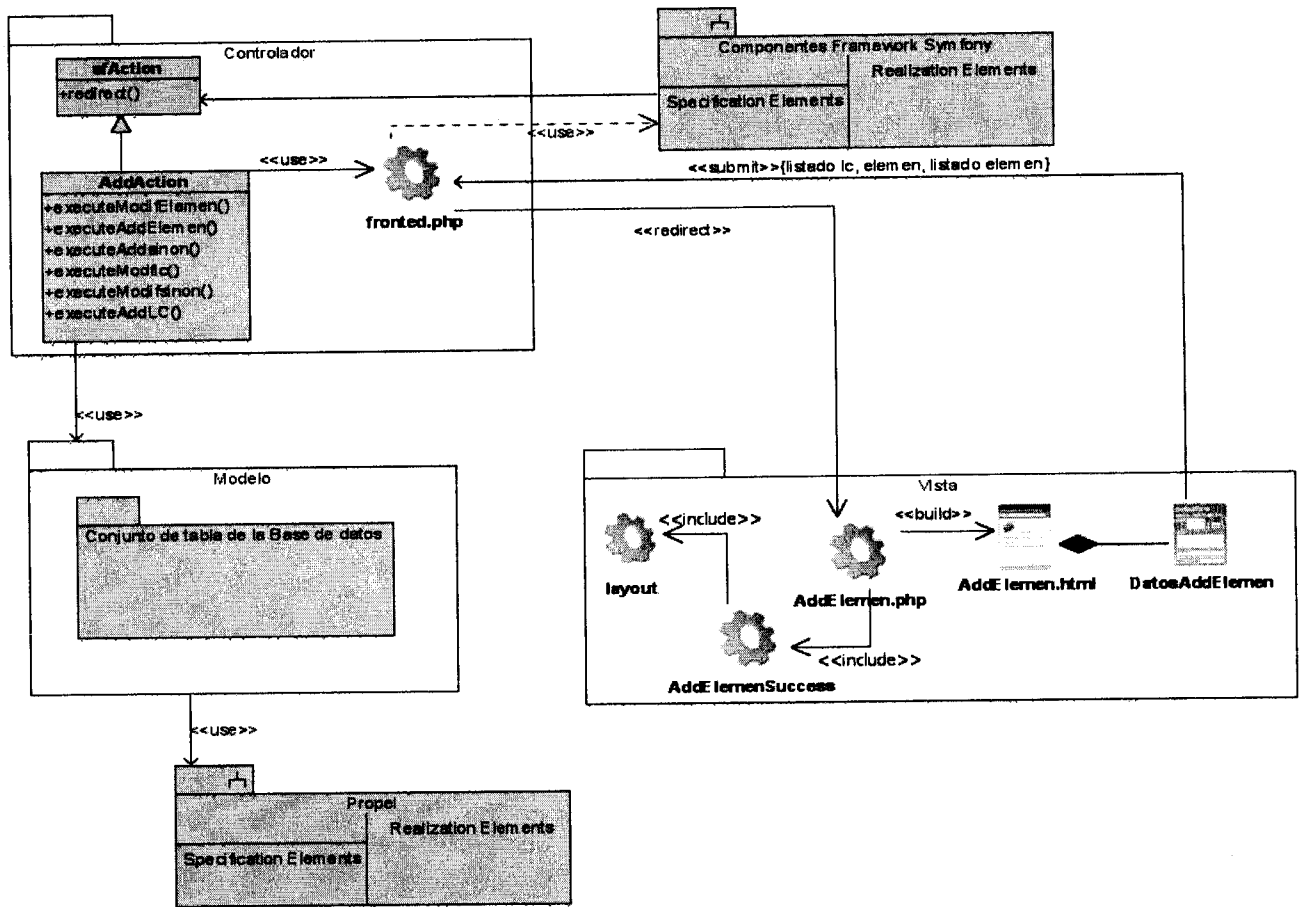 Controlador
sfAction
+redirect()
<<use>>
AddAction
+executeModifElemen()
+executeAddElemen()
+executeAddsinon()
+executeModlc()
+executeModifsinon()
+executeAddLC()
fronted.php
Componentes Framework Symfony
Realization Elements
Specification Elements
<<use>>
<<submit>>{listado lc, elemen, listado elemen}
<<redirect>>
<<use>>
Modelo
Conjunto de tabla de la Base de datos
<<use>>
Propel
Realization Elements
Specification Elements
Vista
<<include>>
<<build>>
layout
AddElemen.php
AddElemen.html
DatosAddElemen
<<include>>
AddElemenSuccess